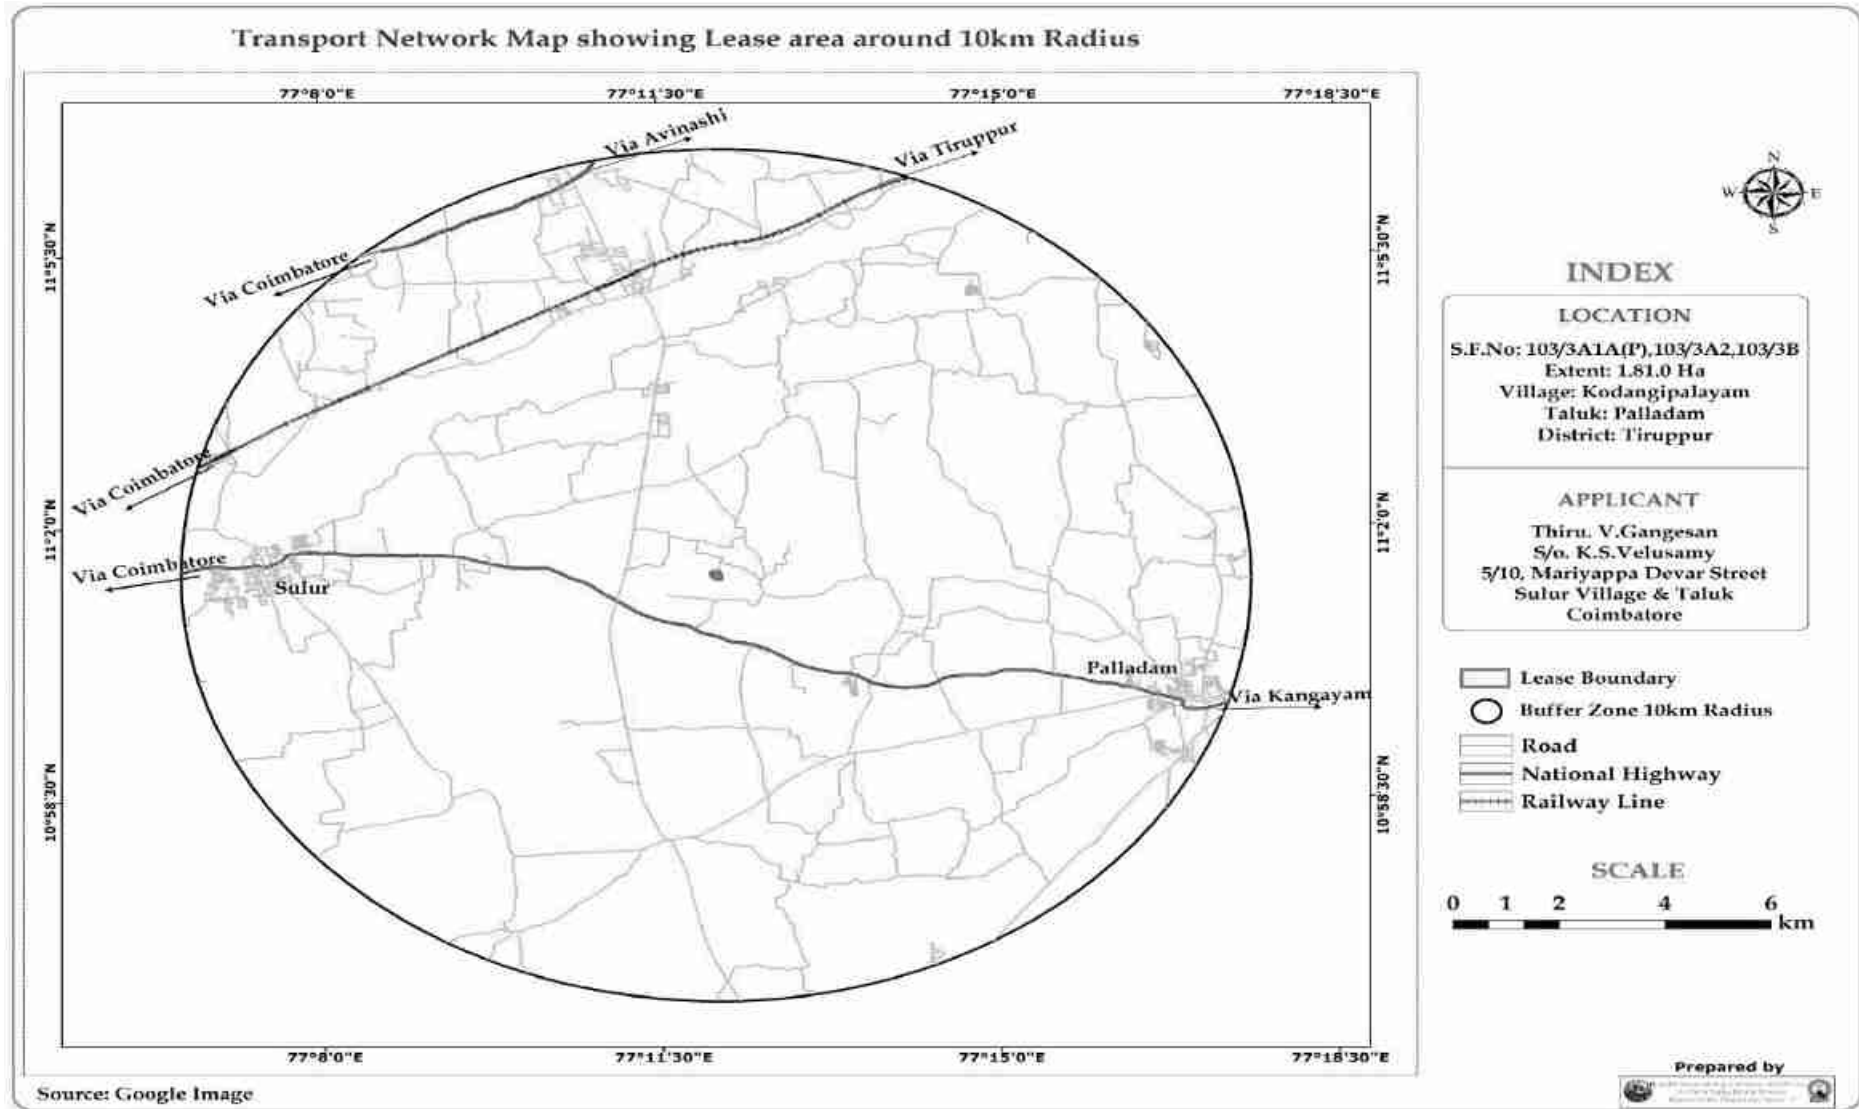 Transport Network Map showing Lease area around 10km Radius
77°8'0"E
77°11'30"E
77°15'0"E
77°18'30"E
Via Avinashi
Via Tiruppur
Via Coimbatore
11°5'30"N
11°5'30"N
Via Coimbatore
11°2'0"N
11°2'0"N
Via Coimbatore
Sulur
Palladam
Via Kangayam
10°58'30"N
10°58'30"N
77°8'0"E
77°11'30"E
77°15'0"E
77°18'30"E
Source: Google Image
N
W
E
S
INDEX
LOCATION
S.F.No: 103/3A1A(P),103/3A2,103/3B
Extent: 1.81.0 Ha
Village: Kodangipalayam
Taluk: Palladam
District: Tiruppur
APPLICANT
Thiru. V.Gangesan
S/o. K.S.Velusamy
5/10, Mariyappa Devar Street
Sulur Village & Taluk
Coimbatore
Lease Boundary
Buffer Zone 10km Radius
Road
National Highway
Railway Line
SCALE
0 1 2 4 6
km
Prepared by